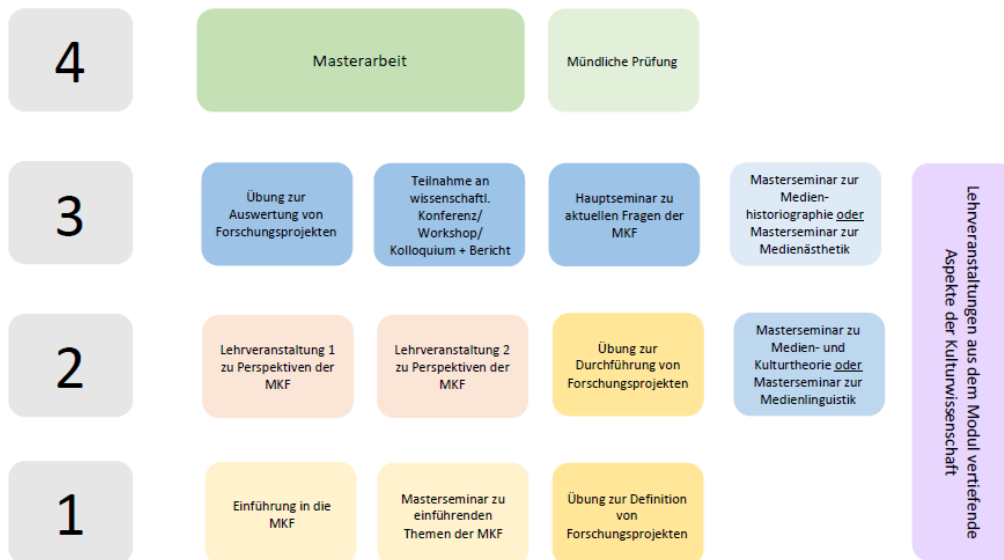 4
Masterarbeit
Mündliche Prüfung
3
Übung zur
Auswertung von
Forschungsprojekten
Teilnahme an
wissenschaftl.
Konferenz/
Workshop/
Kolloquium + Bericht
Hauptseminar zu
aktuellen Fragen der
MKF
Masterseminar zur
Medien-
historiographie oder
Masterseminar zur
Medienästhetik
Lehrveranstaltungen aus dem Modul vertiefende
Aspekte der Kulturwissenschaft
2
Lehrveranstaltung 1
zu Perspektiven der
MKF
Lehrveranstaltung 2
zu Perspektiven der
MKF
Übung zur
Durchführung von
Forschungsprojekten
Masterseminar zu
Medien- und
Kulturtheorie oder
Masterseminar zur
Medienlinguistik
1
Einführung in die
MKF
Masterseminar zu
einführenden
Themen der MKF
Übung zur Definition
von
Forschungsprojekten